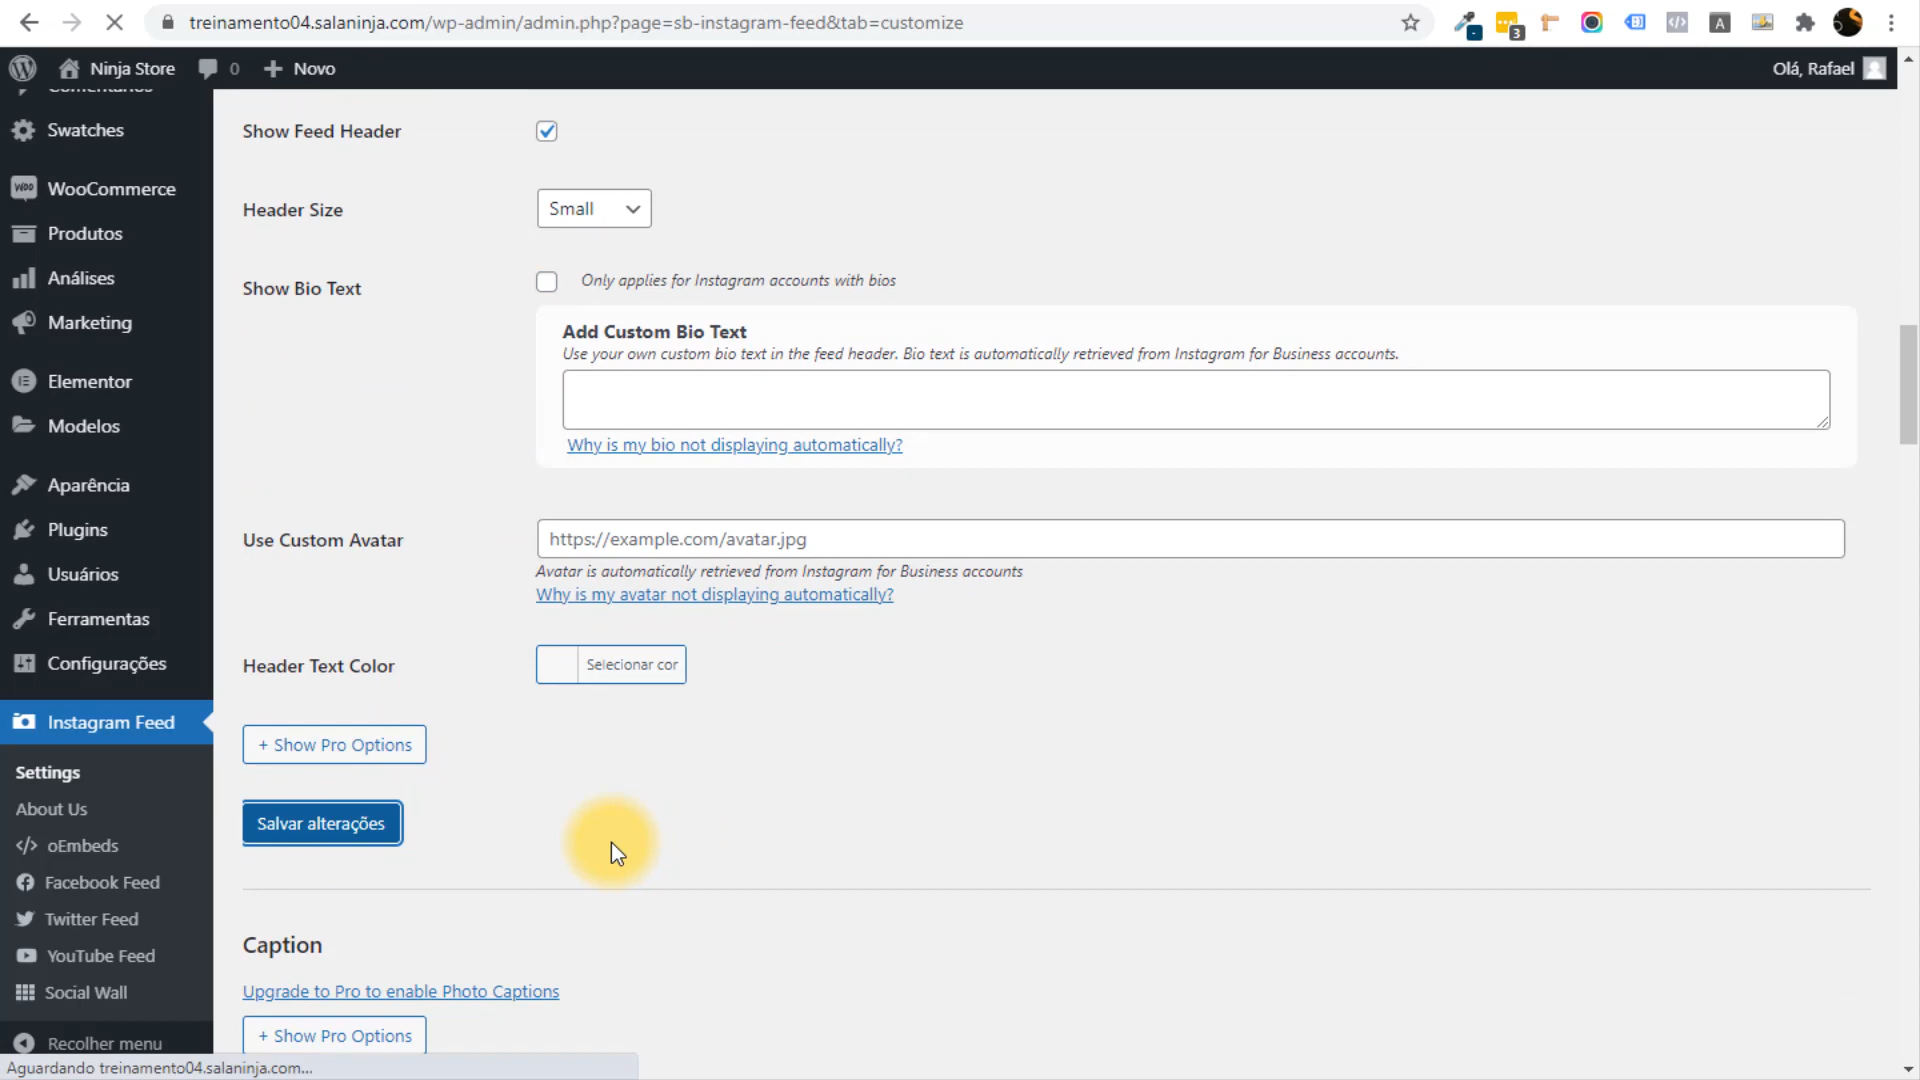 treinamento04.salaninja.com/wp-admin/admin.php?page=sb-instagram-feed&tab=customize
3
A
Ninja Store
0
Novo
Olá, Rafael
Comentários
Swatches
WooCommerce
Produtos
Análises
Marketing
Elementor
Modelos
Aparência
Plugins
Usuários
Ferramentas
Configurações
Instagram Feed
Settings
About Us
oEmbeds
Facebook Feed
Twitter Feed
YouTube Feed
Social Wall
Recolher menu
Show Feed Header
Header Size
Small
Show Bio Text
Only applies for Instagram accounts with bios
Add Custom Bio Text
Use your own custom bio text in the feed header. Bio text is automatically retrieved from Instagram for Business accounts.
Why is my bio not displaying automatically?
Use Custom Avatar
https://example.com/avatar.jpg
Avatar is automatically retrieved from Instagram for Business accounts
Why is my avatar not displaying automatically?
Header Text Color
Selecionar cor
+ Show Pro Options
Salvar alterações
Caption
Upgrade to Pro to enable Photo Captions
+ Show Pro Options
Aguardando treinamento04.salaninja.com...